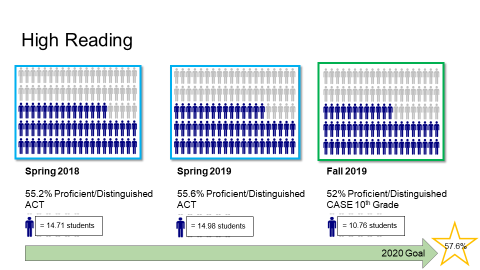 High Reading
Spring 2018
55.2% Proficient/Distinguished
ACT
= 14.71 students
Spring 2019
55.6% Proficient/Distinguished
ACT
= 14.98 students
Fall 2019
52% Proficient/Distinguished
CASE 10th Grade
= 10.76 students
2020 Goal
57.6%